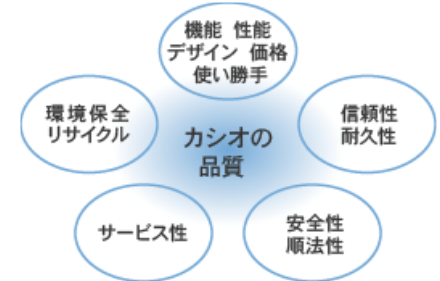 機能 性能
デザイン 価格
使い勝手
環境保全
リサイクル
カシオの
品質
信頼性
耐久性
サービス性
安全性
順法性